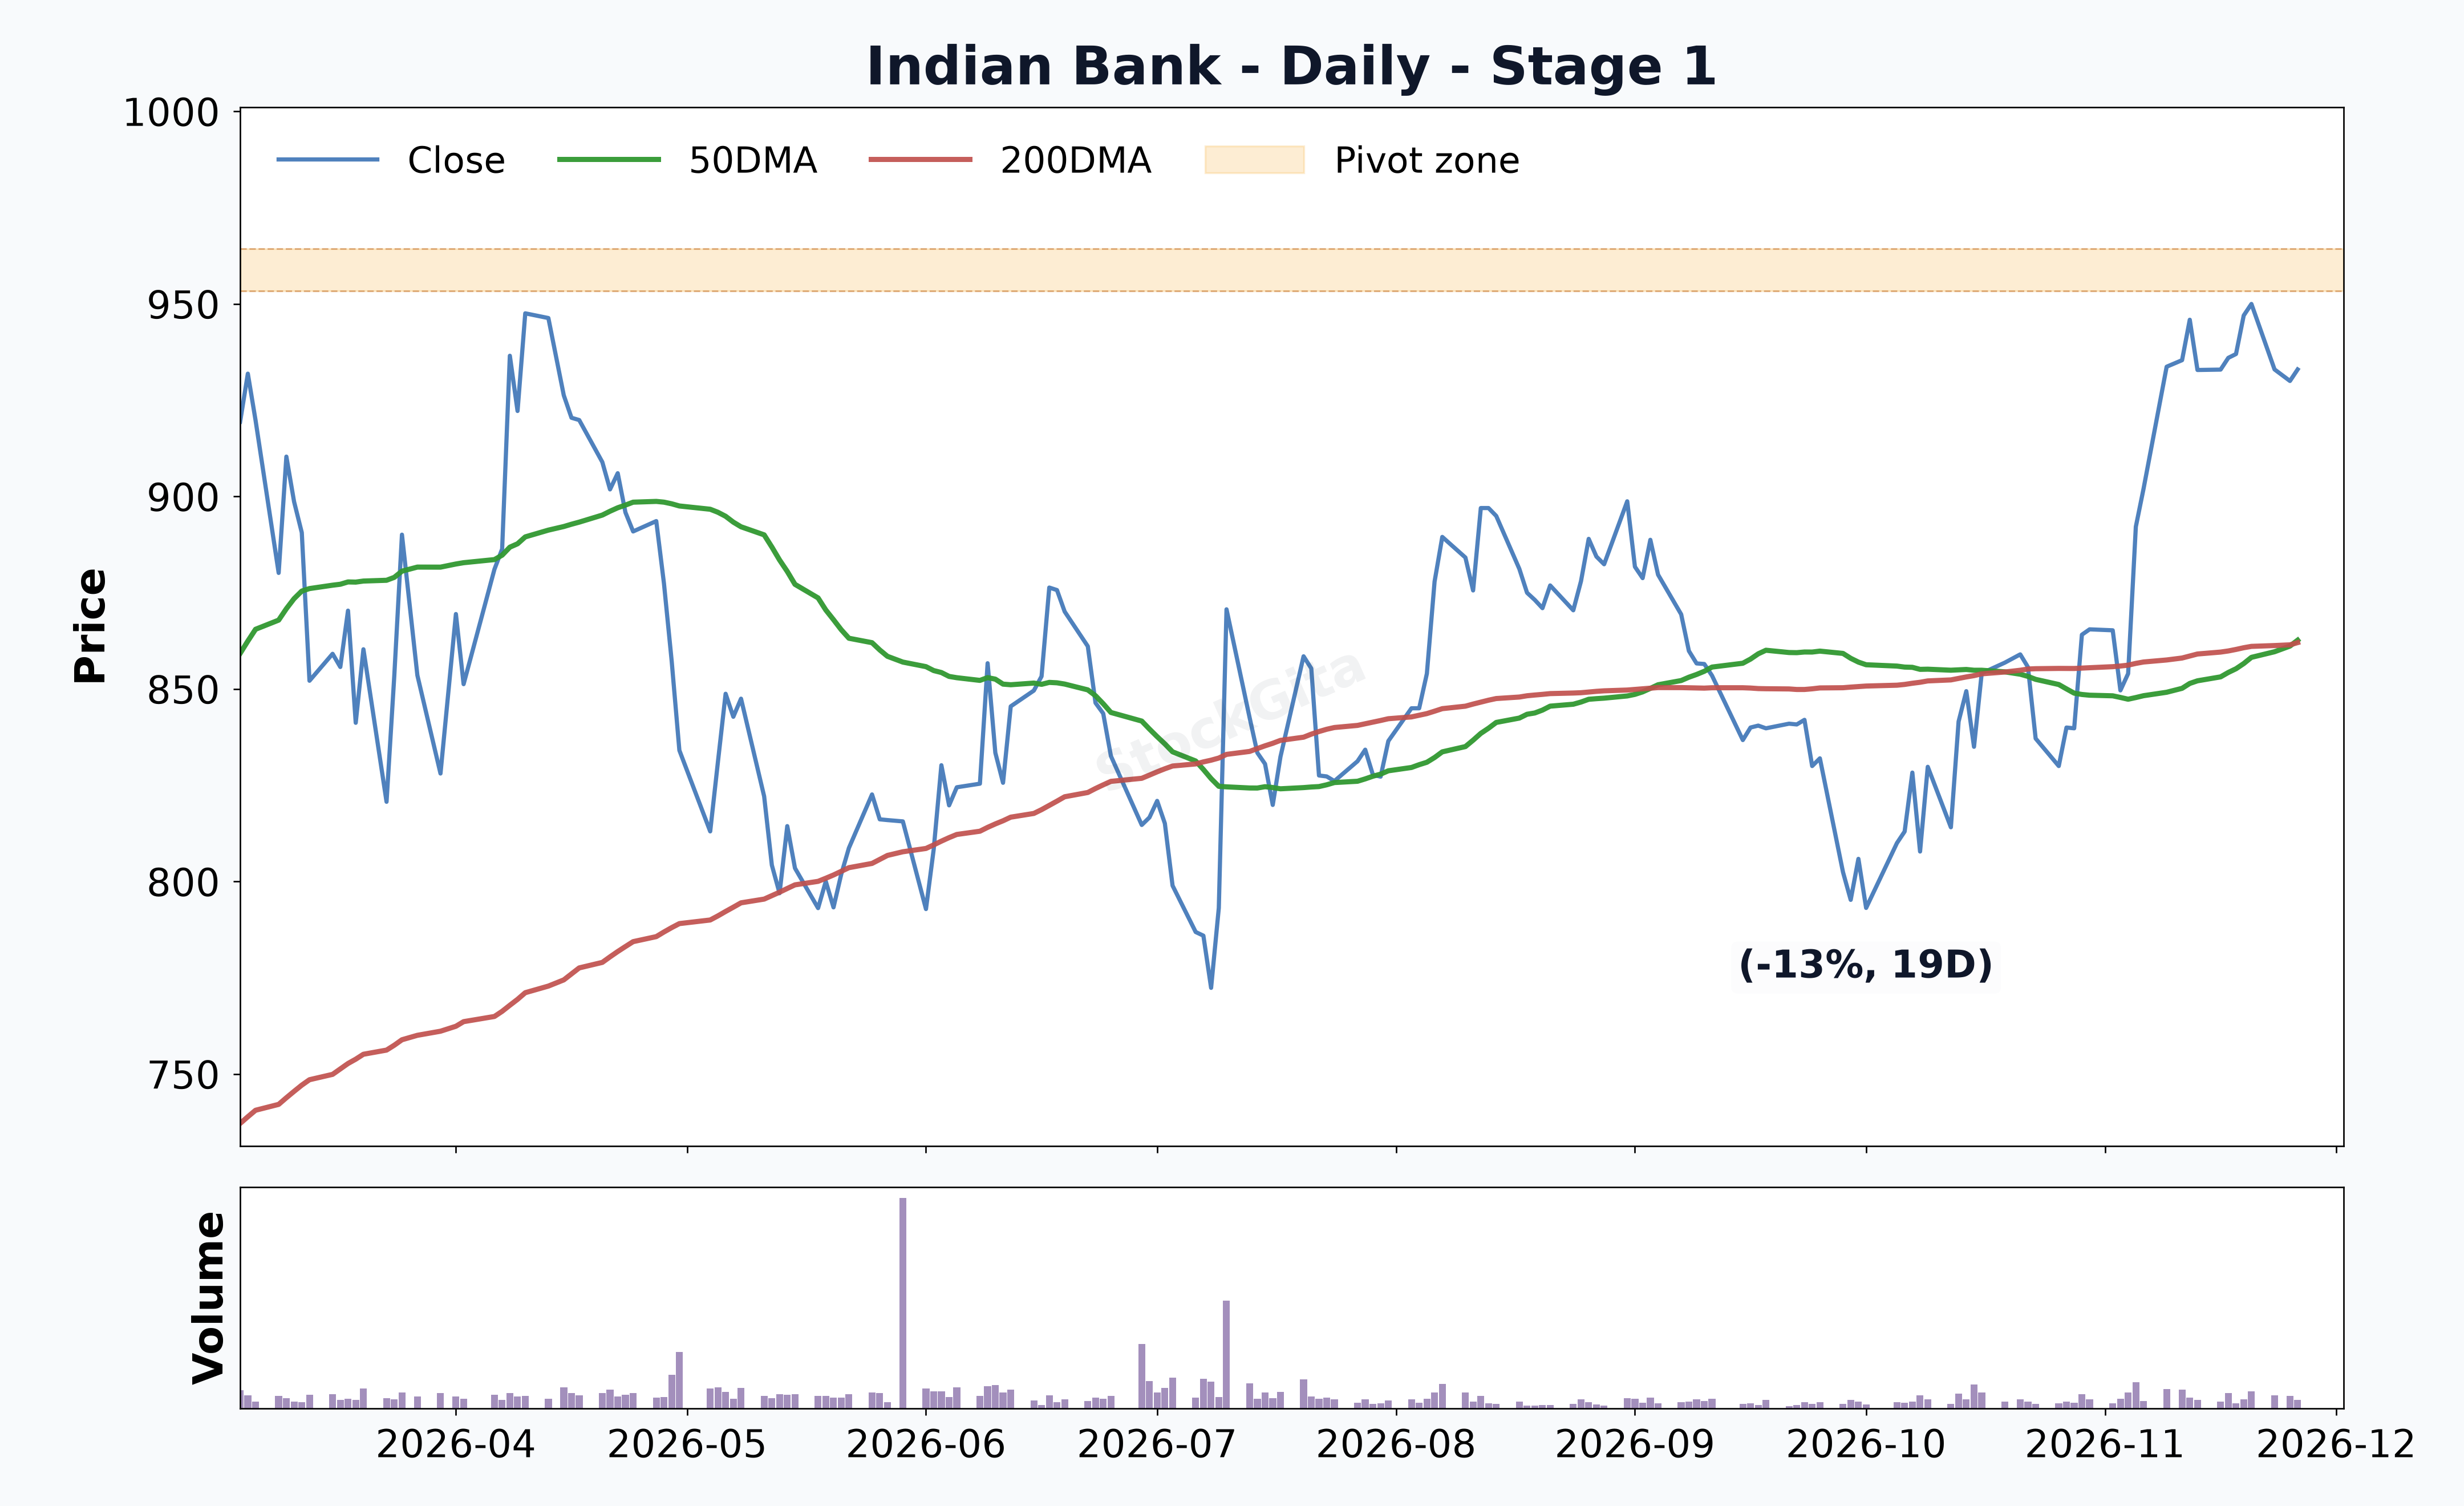 Indian Bank - Daily - Stage 1
1000
Close 50DMA 200DMA Pivot zone
950
900
850
800
750
Price
StockGita
(-13%, 19D)
Volume
2026-04 2026-05 2026-06 2026-07 2026-08 2026-09 2026-10 2026-11 2026-12